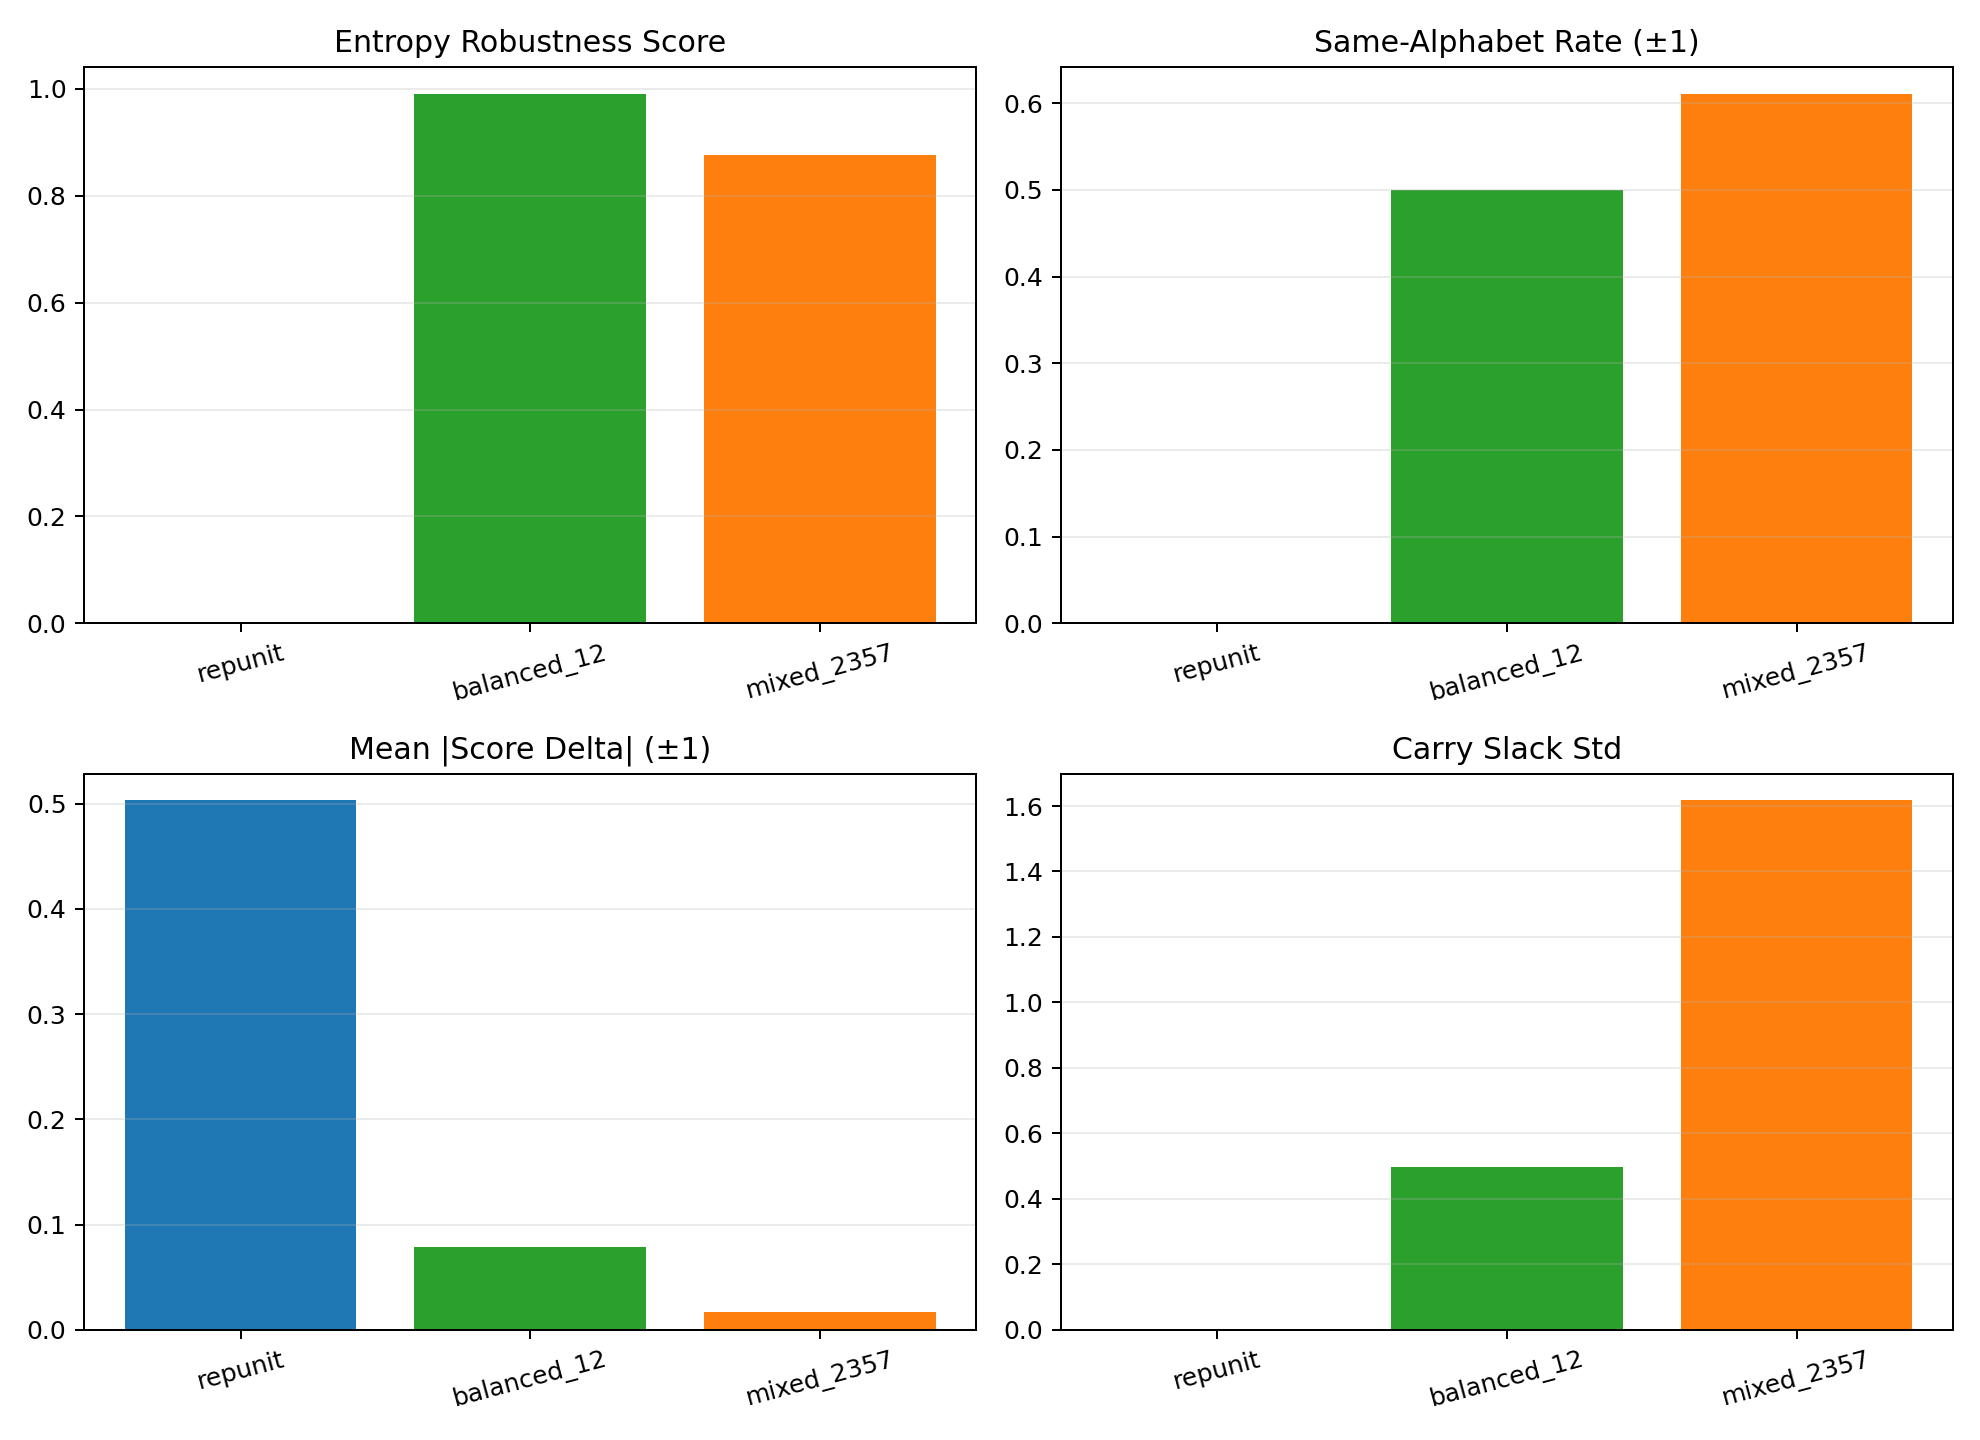 Entropy Robustness Score
1.0
0.8
0.6
0.4
0.2
0.0
repunit
balanced_12
mixed_2357
Same-Alphabet Rate (±1)
0.6
0.5
0.4
0.3
0.2
0.1
0.0
repunit
balanced_12
mixed_2357
Mean |Score Delta| (±1)
0.5
0.4
0.3
0.2
0.1
0.0
repunit
balanced_12
mixed_2357
Carry Slack Std
1.6
1.4
1.2
1.0
0.8
0.6
0.4
0.2
0.0
repunit
balanced_12
mixed_2357